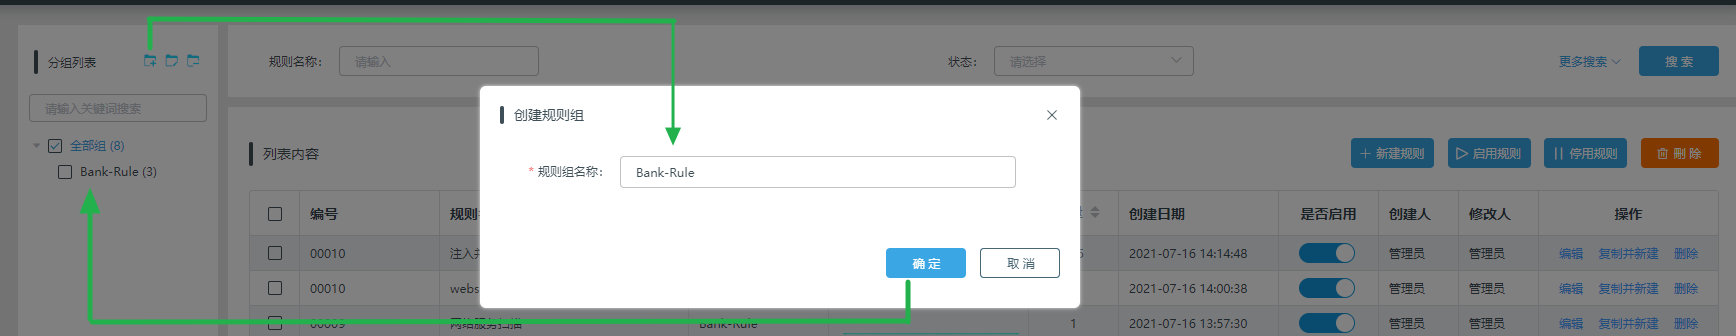 分组列表
请输入关键词搜索
全部组 (8)
Bank-Rule (3)
规则名称: 请输入 状态: 请选择 更多搜索 搜 索
创建规则组
* 规则组名称: Bank-Rule
确 定 取 消
列表内容 新建规则 启用规则 停用规则 删 除
编号 规则 创建日期 是否启用 创建人 修改人 操作
00010 注入 2021-07-16 14:14:48 管理员 管理员 编辑 复制并新建 删除
00010 webs 2021-07-16 14:00:38 管理员 管理员 编辑 复制并新建 删除
00009 网络服务扫描 Bank-Rule 1 2021-07-16 13:57:30 管理员 管理员 编辑 复制并新建 删除